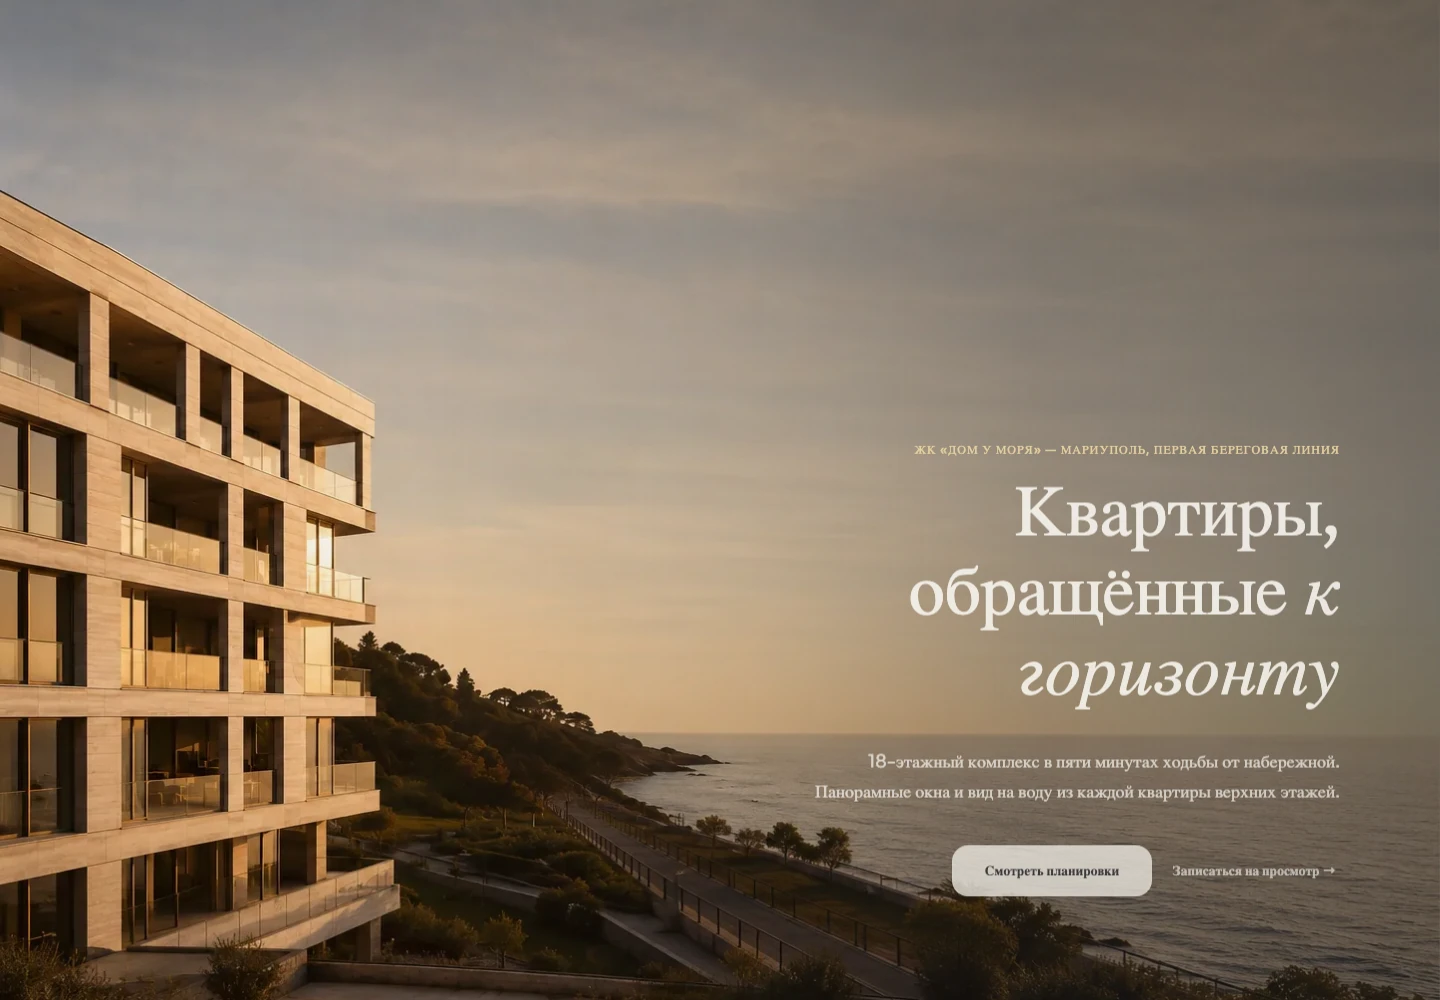 ЖК «ДОМ У МОРЯ» — МАРИУПОЛЬ, ПЕРВАЯ БЕРЕГОВАЯ ЛИНИЯ
Квартиры,
обращённые к
горизонту
18-этажный комплекс в пяти минутах ходьбы от набережной.
Панорамные окна и вид на воду из каждой квартиры верхних этажей.
Смотреть планировки
Записаться на просмотр →